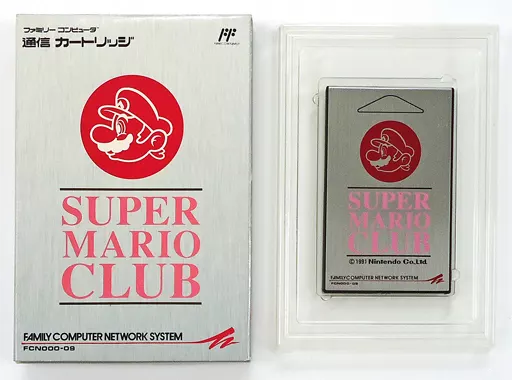 ファミリー コンピュータ
通信 カートリッジ
SUPER
MARIO
CLUB
FAMILY COMPUTER NETWORK SYSTEM
FCN000-09
SUPER
MARIO
CLUB
© 1991 Nintendo Co.,Ltd.
FAMILY COMPUTER NETWORK SYSTEM
FCN000-09